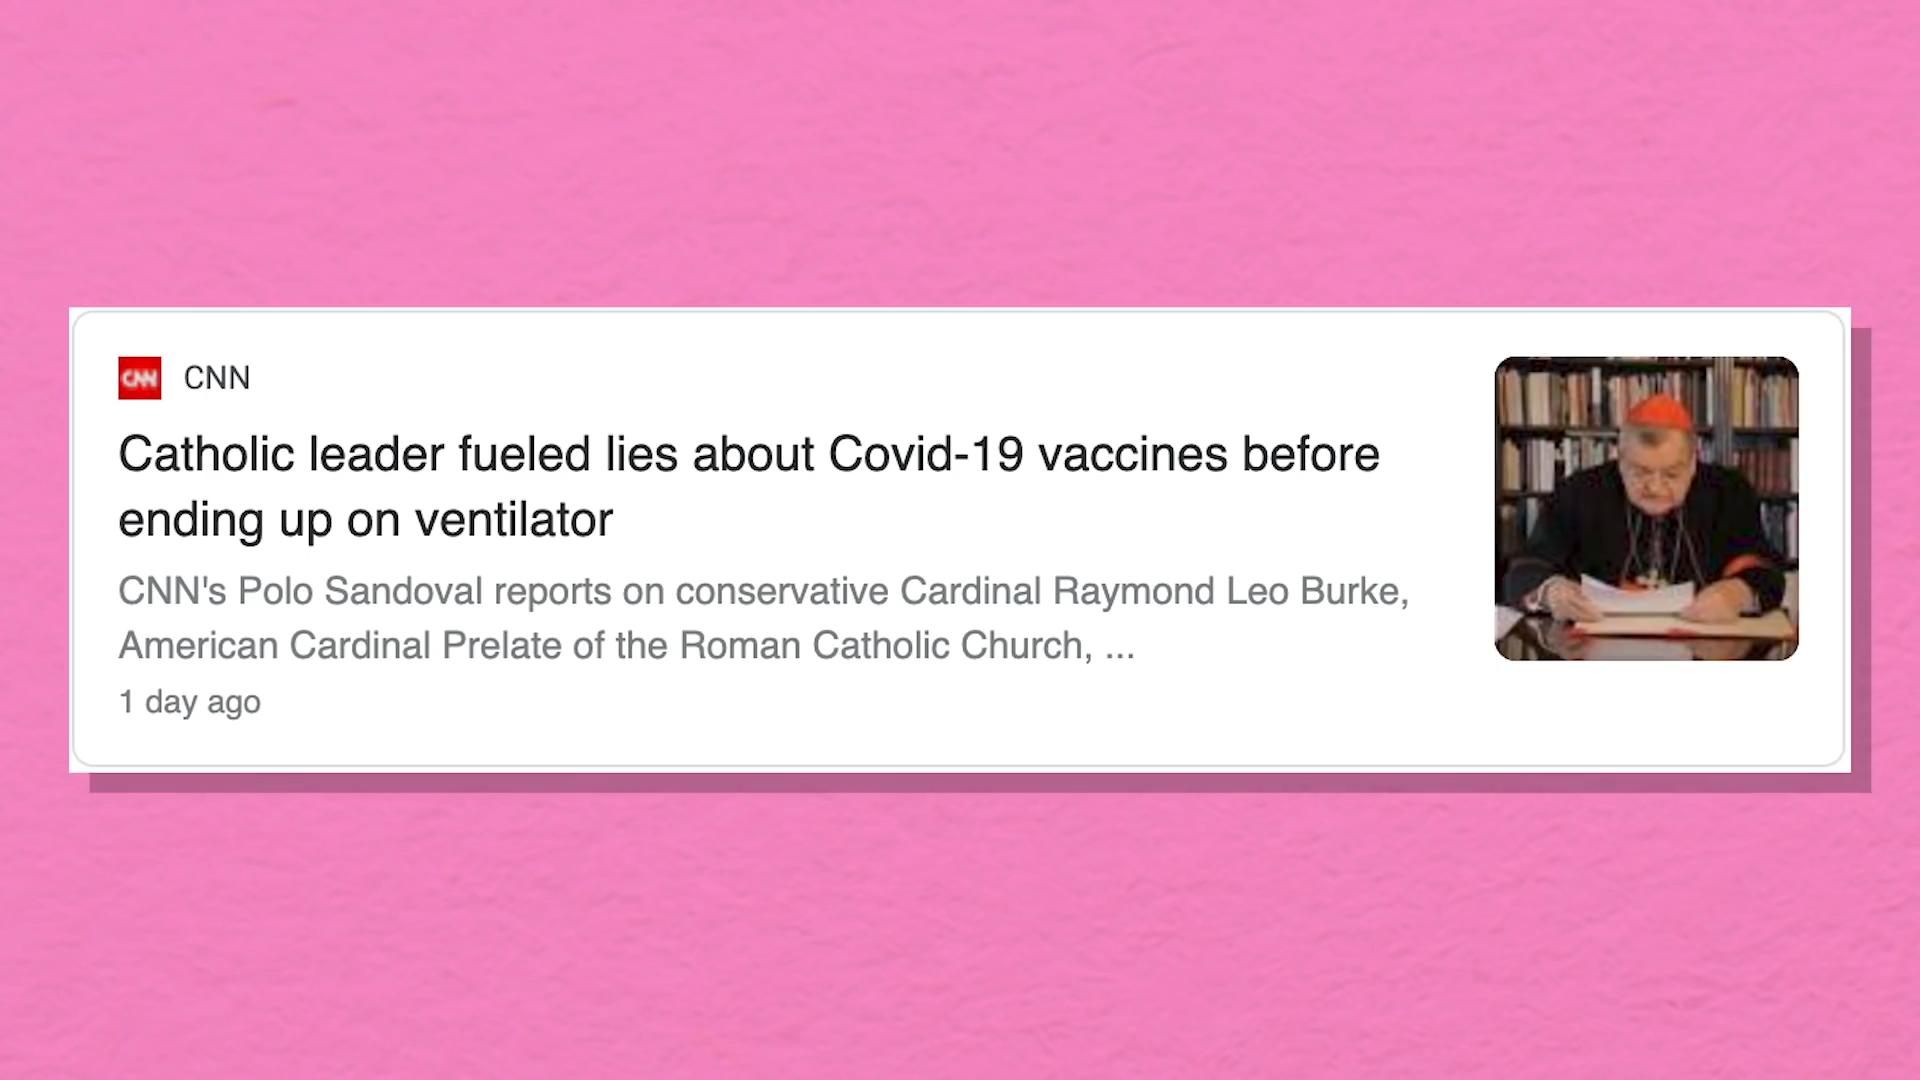 CNN CNN
Catholic leader fueled lies about Covid-19 vaccines before
ending up on ventilator
CNN's Polo Sandoval reports on conservative Cardinal Raymond Leo Burke,
American Cardinal Prelate of the Roman Catholic Church, ...
1 day ago